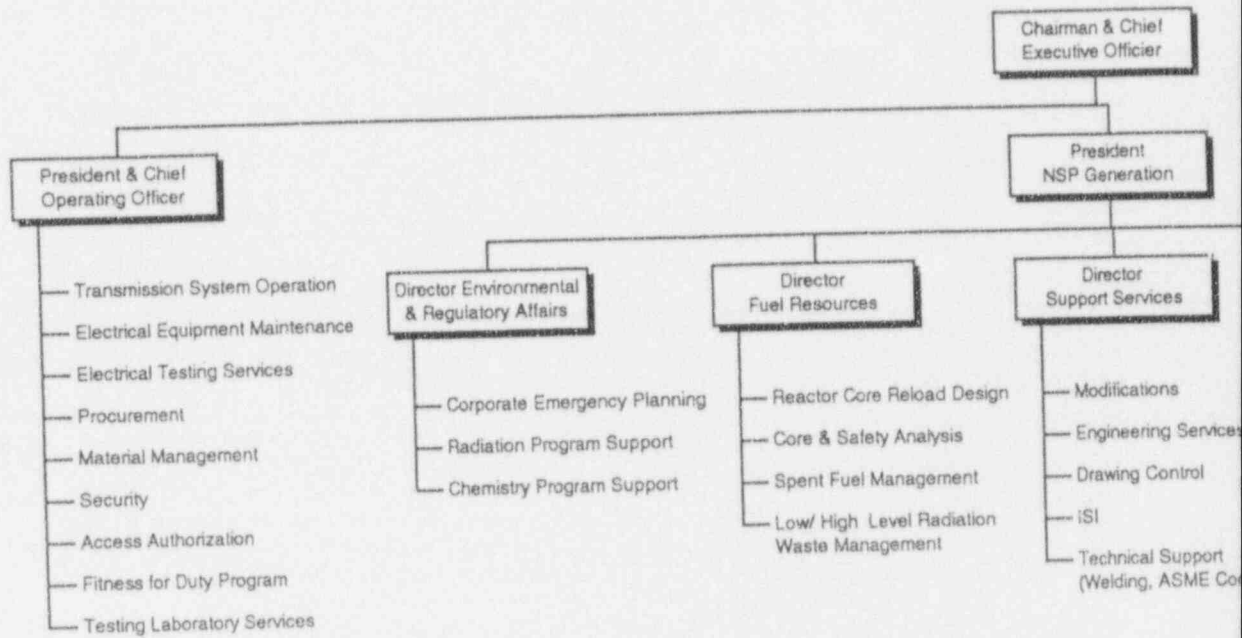 Chairman & Chief
Executive Officier
President & Chief
Operating Officer
President
NSP Generation
Transmission System Operation
Electrical Equipment Maintenance
Electrical Testing Services
Procurement
Material Management
Security
Access Authorization
Fitness for Duty Program
Testing Laboratory Services
Director Environmental
& Regulatory Affairs
Corporate Emergency Planning
Radiation Program Support
Chemistry Program Support
Director
Fuel Resources
Reactor Core Reload Design
Core & Safety Analysis
Spent Fuel Management
Low/ High Level Radiation
Waste Management
Director
Support Services
Modifications
Engineering Services
Drawing Control
ISI
Technical Support
(Welding, ASME